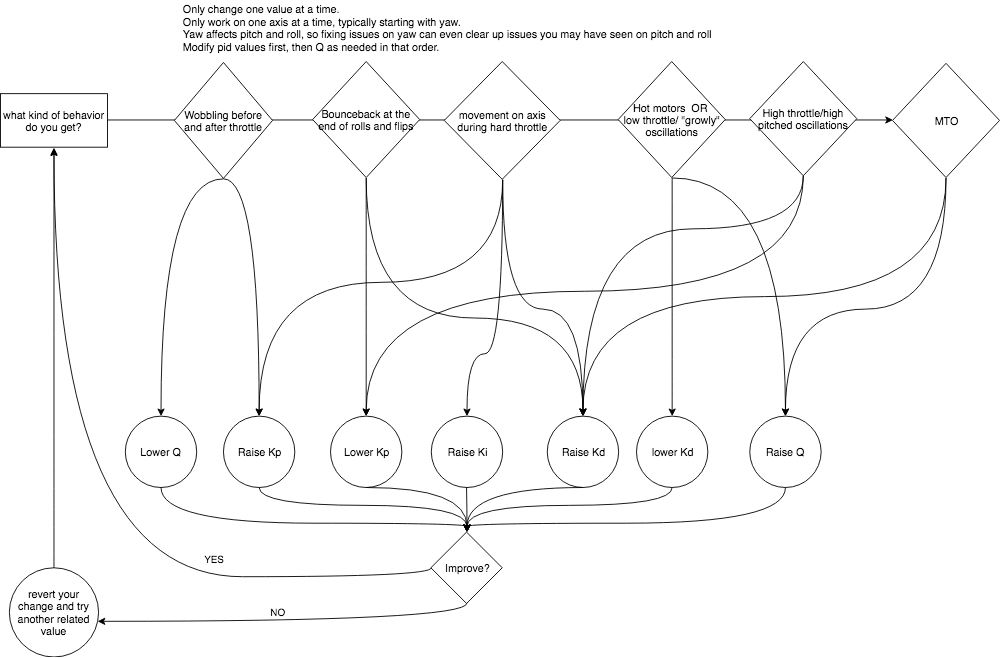 Only change one value at a time.
Only work on one axis at a time, typically starting with yaw.
Yaw affects pitch and roll, so fixing issues on yaw can even clear up issues you may have seen on pitch and roll
Modify pid values first, then Q as needed in that order.
what kind of behavior
do you get?
Wobbling before
and after throttle
Bounceback at the
end of rolls and flips
movement on axis
during hard throttle
Hot motors OR
low throttle/ "growly"
oscillations
High throttle/high
pitched oscillations
MTO
Lower Q
Raise Kp
Lower Kp
Raise Ki
Raise Kd
lower Kd
Raise Q
Improve?
YES
NO
revert your
change and try
another related
value